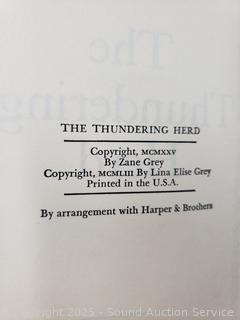 THE THUNDERING HERD
Copyright, MCMXXV
By Zane Grey
Copyright, MCMLIII By Lina Elise Grey
Printed in the U.S.A.
By arrangement with Harper & Brothers
Copyright 2025 - Sound Auction Service